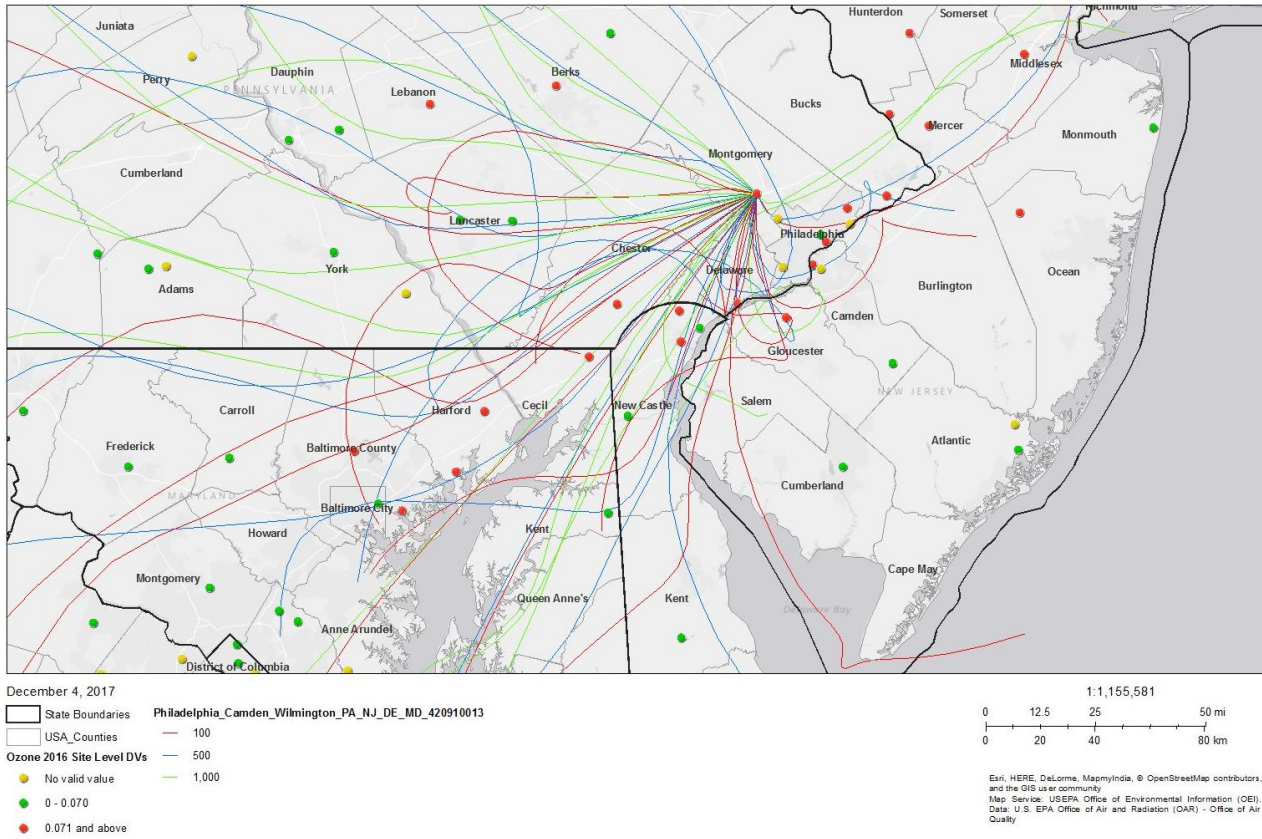 Hunterdon
Somerset
Richmond
Juniata
Middlesex
Perry
Dauphin
Berks
PENNSYLVANIA
Lebanon
Bucks
Mercer
Monmouth
Montgomery
Cumberland
Lancaster
Philadelphia
Chester
York
Delaware
Ocean
Adams
Burlington
Camden
Gloucester
NEW JERSEY
Carroll
Harford
Cecil
New Castle
Salem
Frederick
Baltimore County
Atlantic
Cumberland
MARYLAND
Baltimore City
Howard
Kent
Montgomery
Cape May
Queen Anne's
Kent
Delaware Bay
Anne Arundel
District of Columbia
December 4, 2017
State Boundaries
USA_Counties
Ozone 2016 Site Level DVs
No valid value
0 - 0.070
0.071 and above
Philadelphia_Camden_Wilmington_PA_NJ_DE_MD_420910013
100
500
1,000
1:1,155,581
0 12.5 25 50 mi
0 20 40 80 km
Esri, HERE, DeLorme, MapmyIndia, © OpenStreetMap contributors,
and the GIS user community
Map Service: USEPA Office of Environmental Information (OEI).
Data: U.S. EPA Office of Air and Radiation (OAR) - Office of Air
Quality